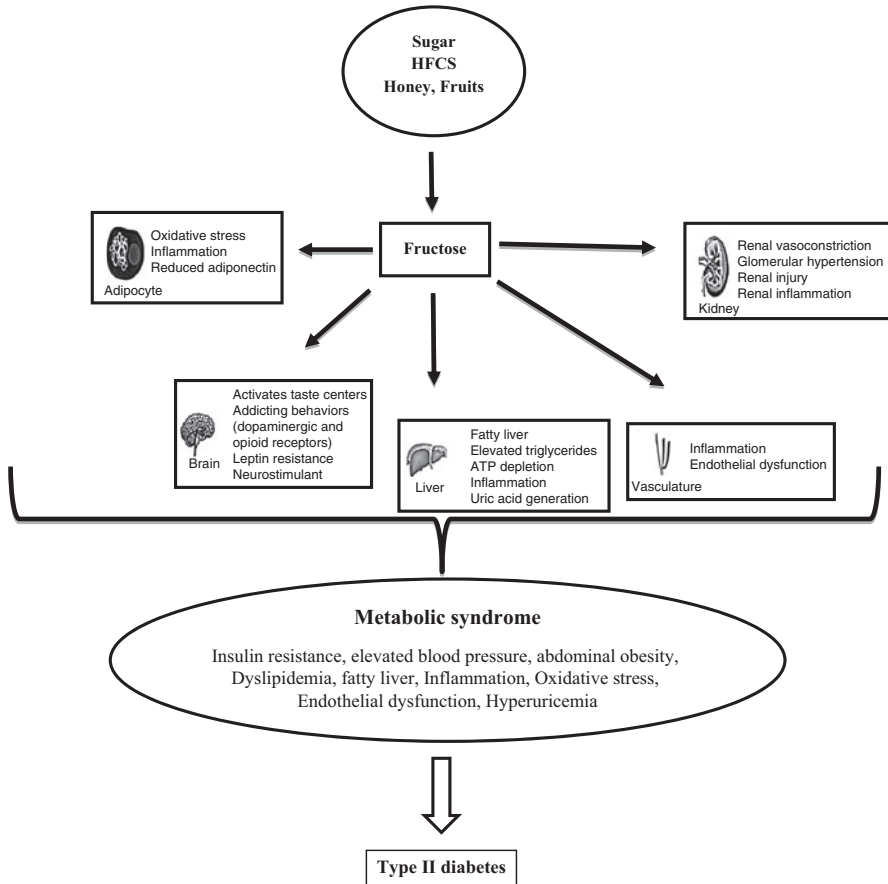 Sugar
HFCS
Honey, Fruits
Fructose
Oxidative stress
Inflammation
Reduced adiponectin
Adipocyte
Renal vasoconstriction
Glomerular hypertension
Renal injury
Renal inflammation
Kidney
Activates taste centers
Addicting behaviors
(dopaminergic and
opioid receptors)
Leptin resistance
Neurostimulant
Brain
Fatty liver
Elevated triglycerides
ATP depletion
Inflammation
Uric acid generation
Liver
Inflammation
Endothelial dysfunction
Vasculature
Metabolic syndrome
Insulin resistance, elevated blood pressure, abdominal obesity,
Dyslipidemia, fatty liver, Inflammation, Oxidative stress,
Endothelial dysfunction, Hyperuricemia
Type II diabetes